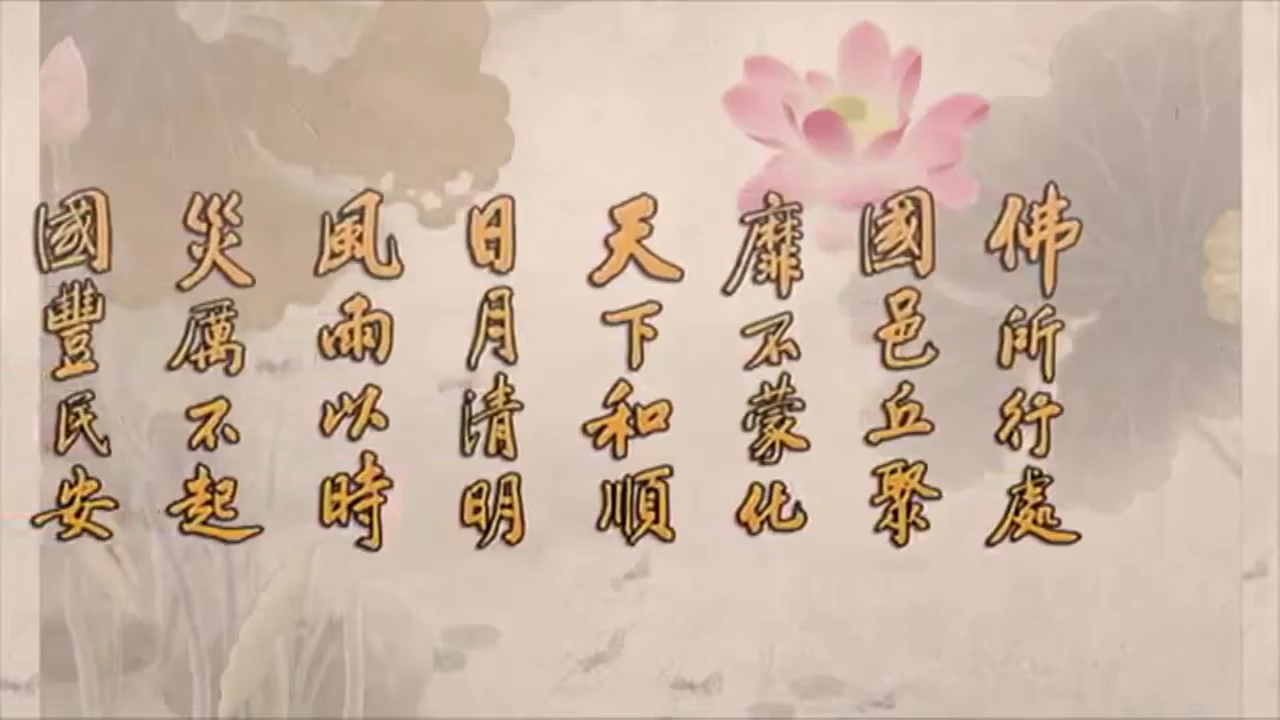 佛所行處
國邑丘聚
靡不蒙化
天下和順
日月清明
風雨以時
災厲不起
國豐民安